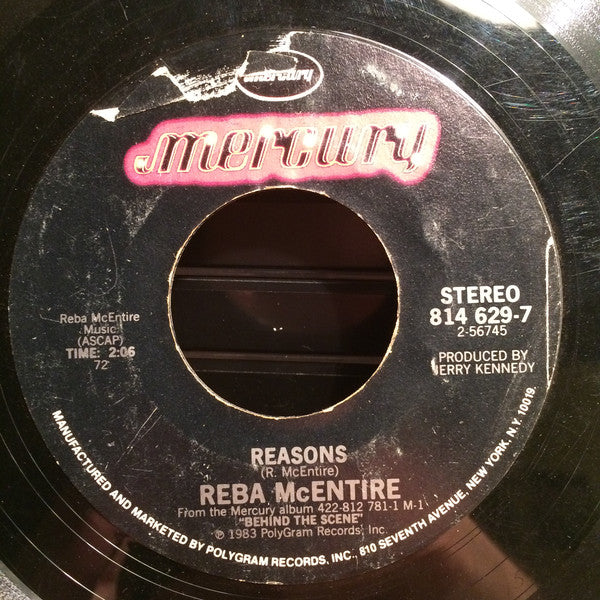 mercury
mercury
Reba McEntire
Music
(ASCAP)
TIME: 2:06
72
STEREO
814 629-7
2-56745
PRODUCED BY
JERRY KENNEDY
REASONS
(R. McEntire)
REBA McENTIRE
From the Mercury album 422-812 781-1 M-1
"BEHIND THE SCENE"
℗ 1983 PolyGram Records, Inc.
MANUFACTURED AND MARKETED BY POLYGRAM RECORDS, INC., 810 SEVENTH AVENUE, NEW YORK, N.Y. 10019.